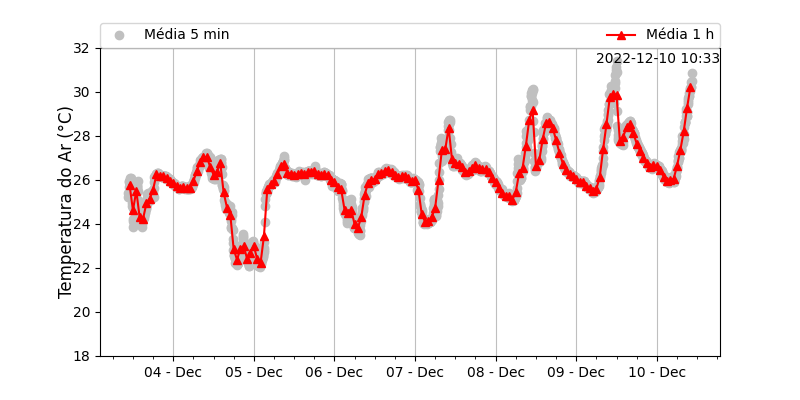 Média 5 min
Média 1 h
2022-12-10 10:33
Temperatura do Ar (°C)
32
30
28
26
24
22
20
18
04 - Dec
05 - Dec
06 - Dec
07 - Dec
08 - Dec
09 - Dec
10 - Dec